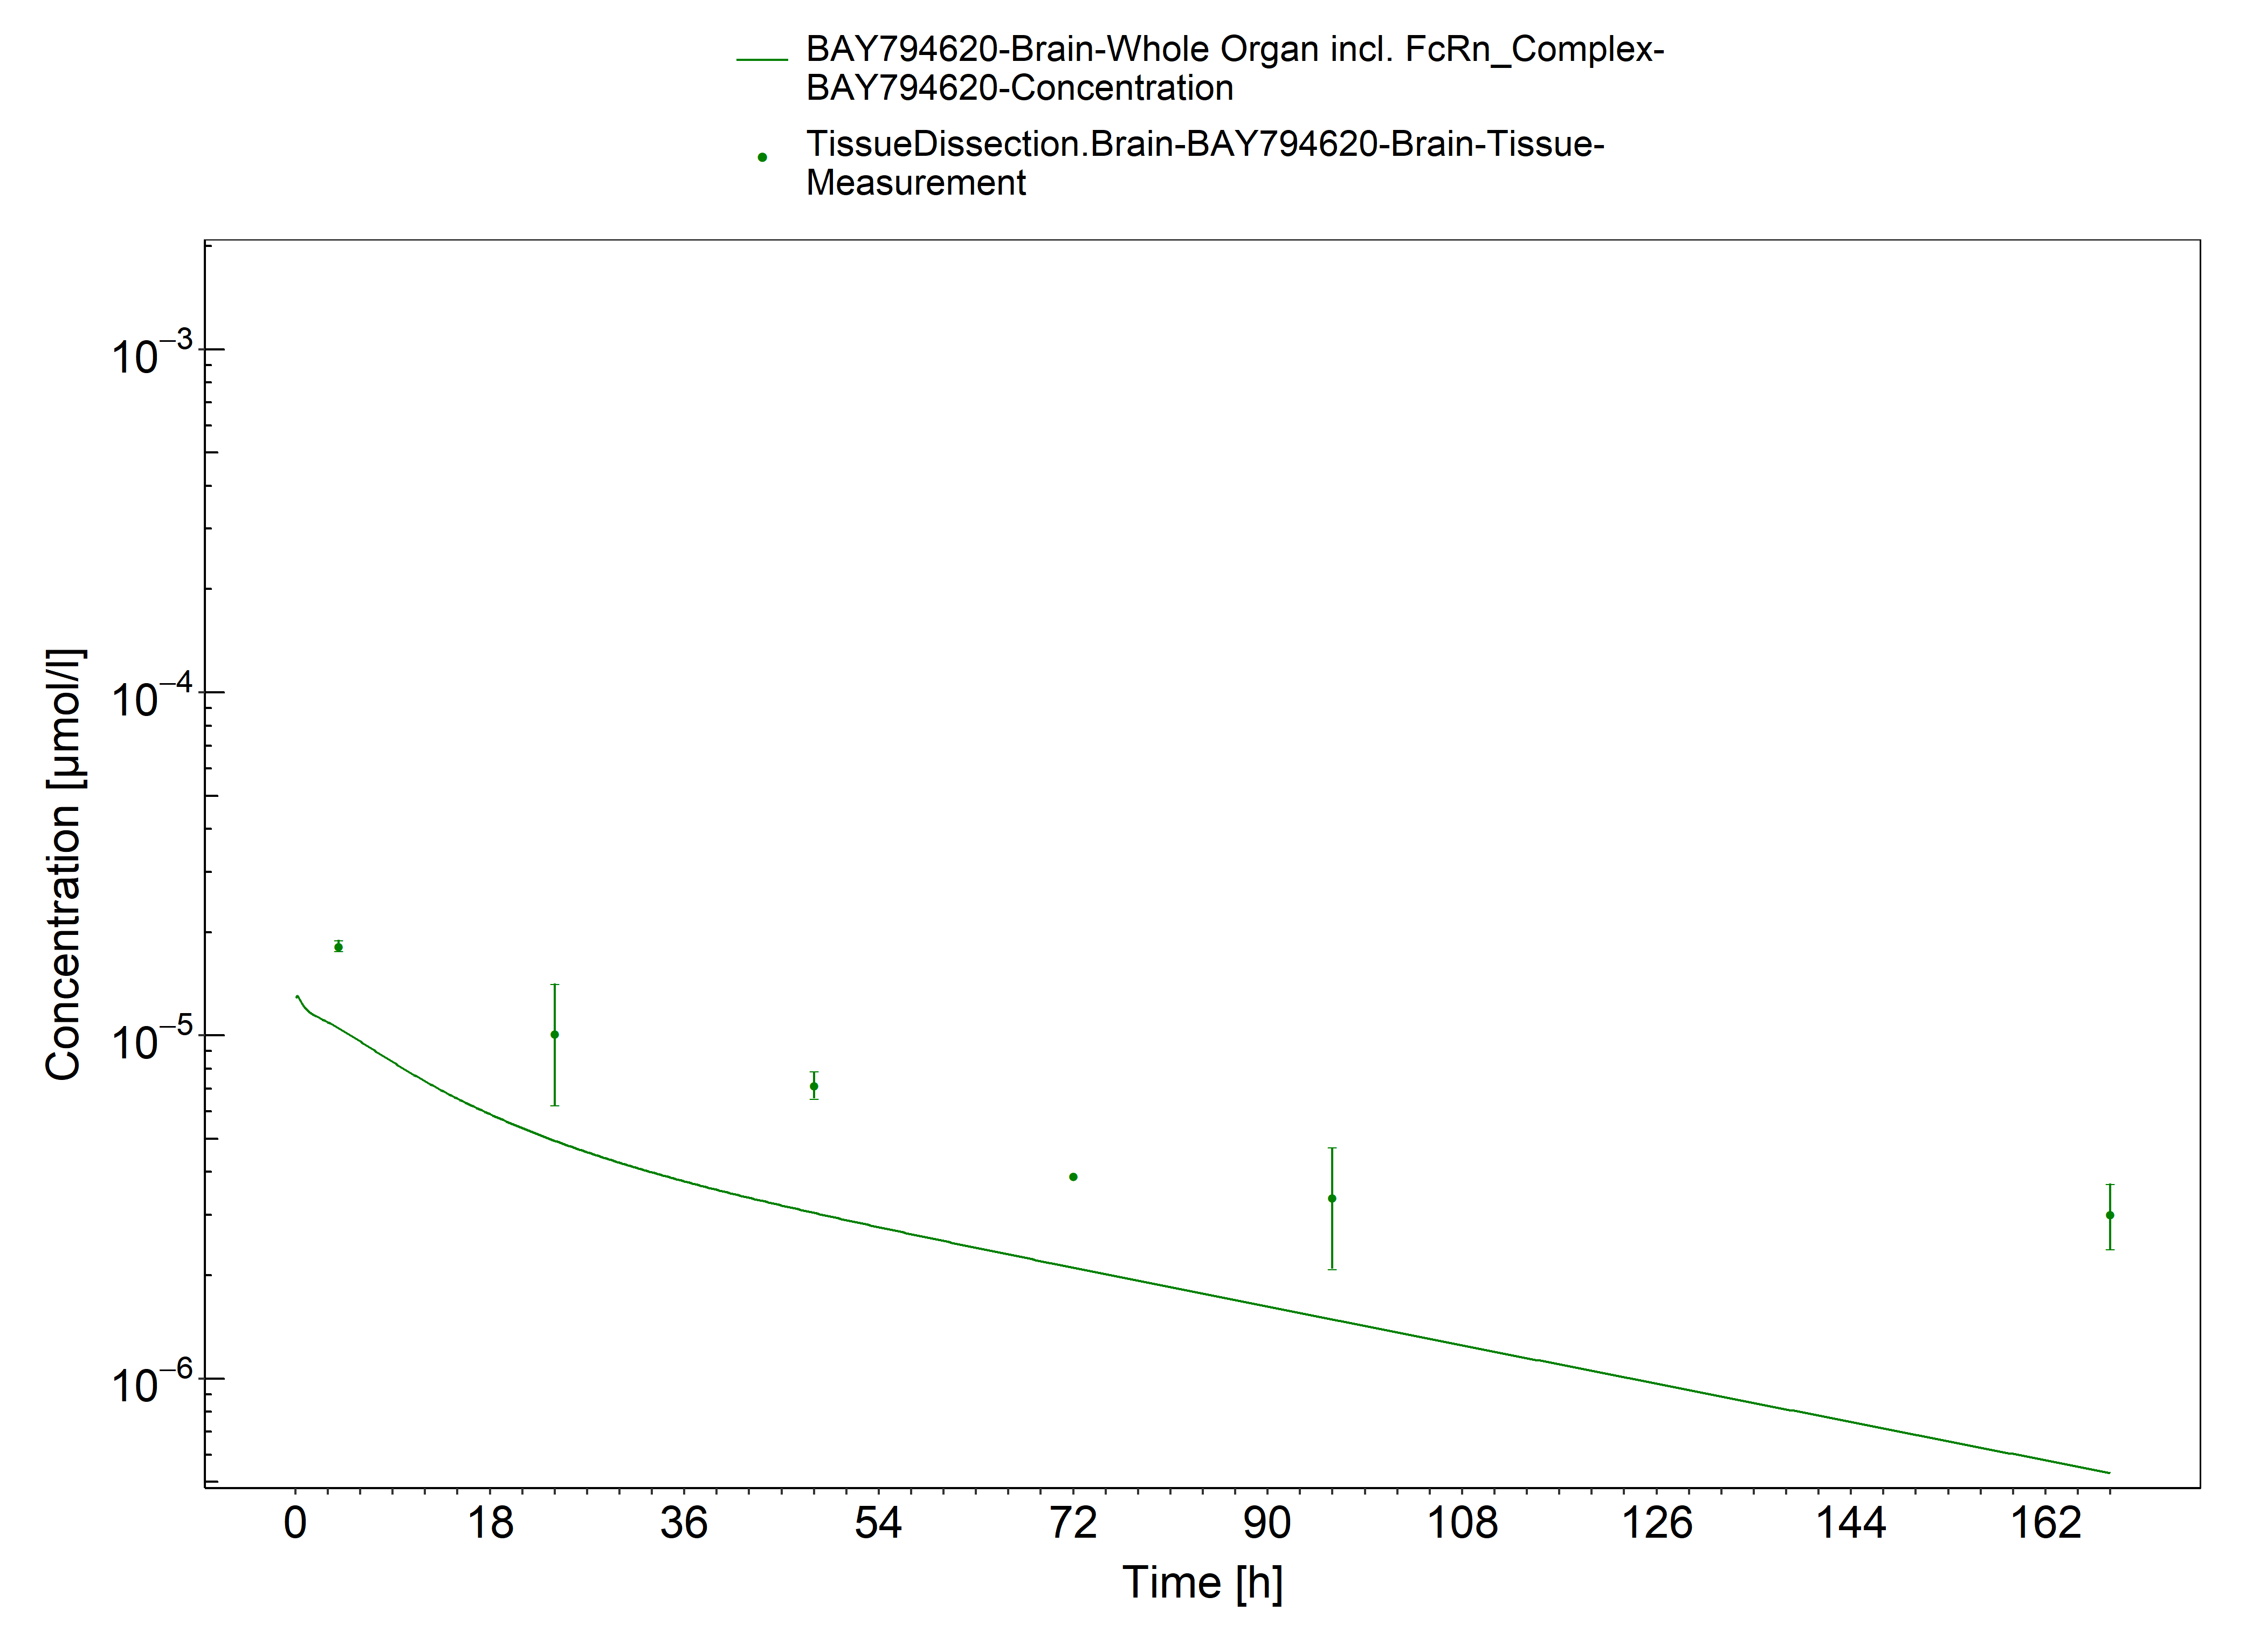 BAY794620-Brain-Whole Organ incl. FcRn_Complex-
BAY794620-Concentration
TissueDissection.Brain-BAY794620-Brain-Tissue-
Measurement
Concentration [µmol/l]
10⁻³
10⁻⁴
10⁻⁵
10⁻⁶
0 18 36 54 72 90 108 126 144 162
Time [h]